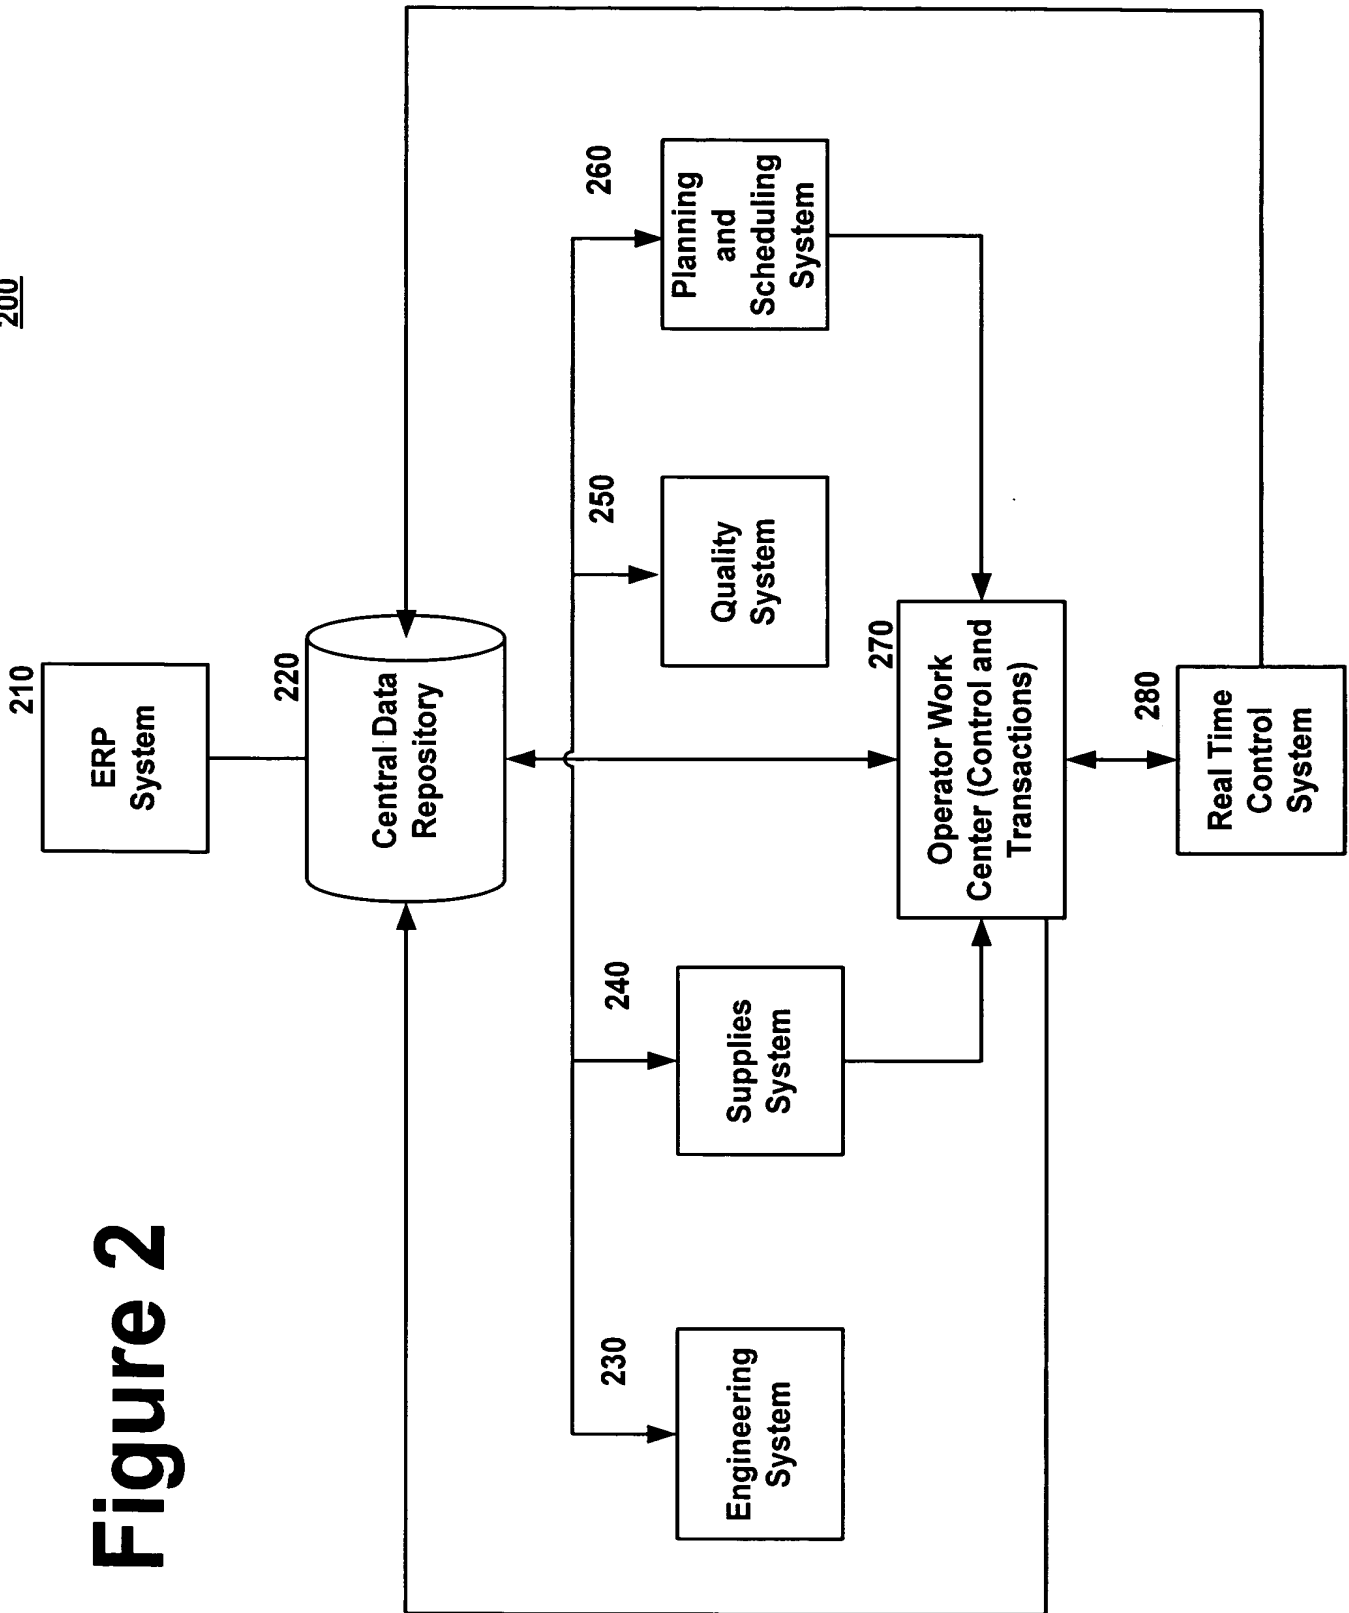 Figure 2
200
210
ERP
System
220
Central Data
Repository
230
Engineering
System
240
Supplies
System
250
Quality
System
260
Planning
and
Scheduling
System
270
Operator Work
Center (Control and
Transactions)
280
Real Time
Control
System